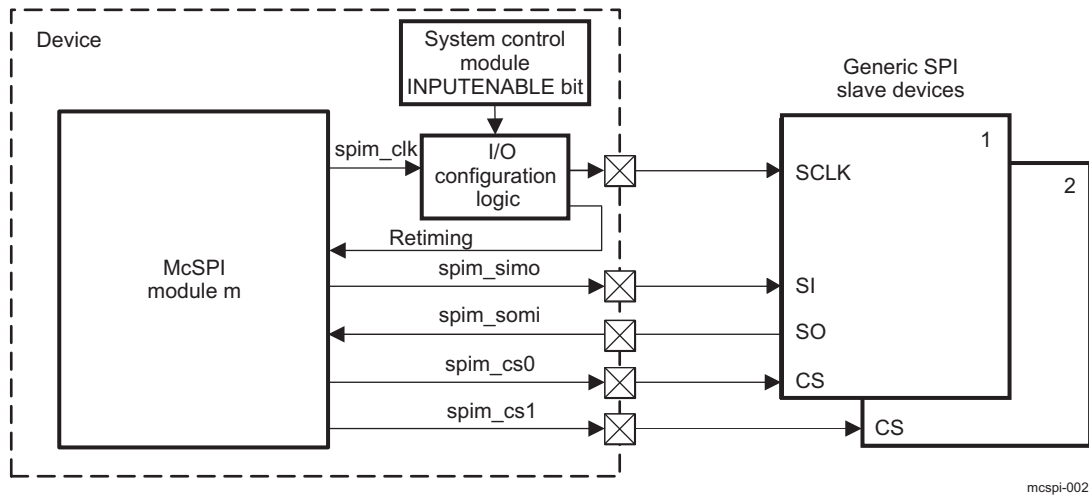 Device
System control
module
INPUTENABLE bit
Generic SPI
slave devices
spim_clk
I/O
configuration
logic
1
SCLK
2
Retiming
McSPI
module m
spim_simo
SI
spim_somi
SO
spim_cs0
CS
spim_cs1
CS
mcspi-002